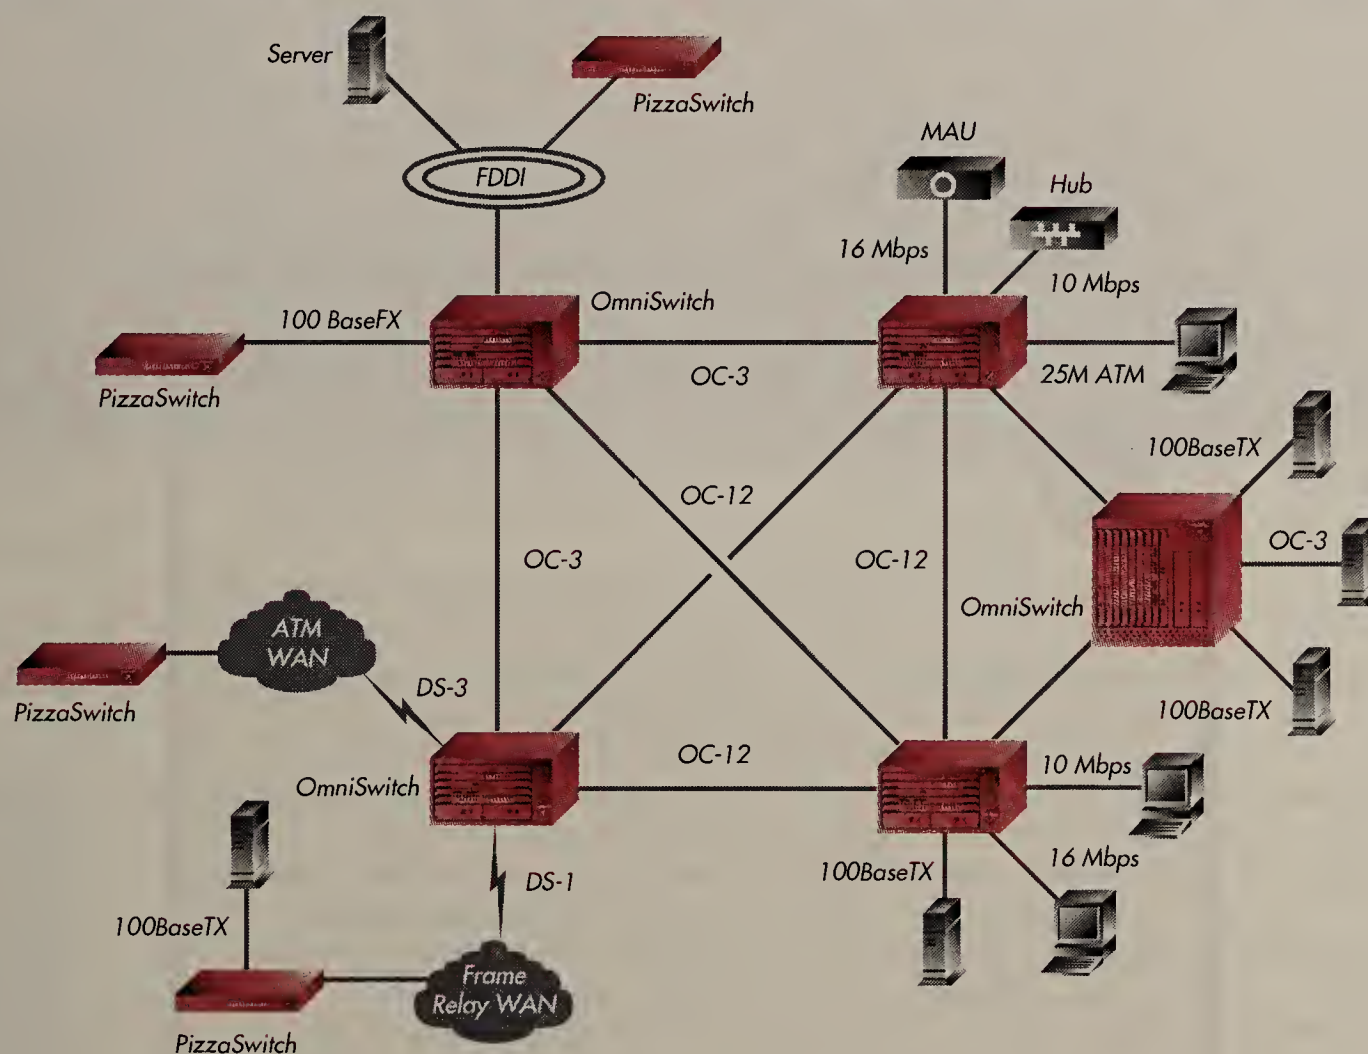 Server
PizzaSwitch
FDDI
MAU
Hub
16 Mbps
10 Mbps
OmniSwitch
100 BaseFX
PizzaSwitch
OC-3
25M ATM
100BaseTX
OC-12
OC-3
OC-12
OC-3
OmniSwitch
ATM
WAN
PizzaSwitch
DS-3
100BaseTX
OC-12
10 Mbps
OmniSwitch
16 Mbps
100BaseTX
DS-1
100BaseTX
Frame
Relay WAN
PizzaSwitch